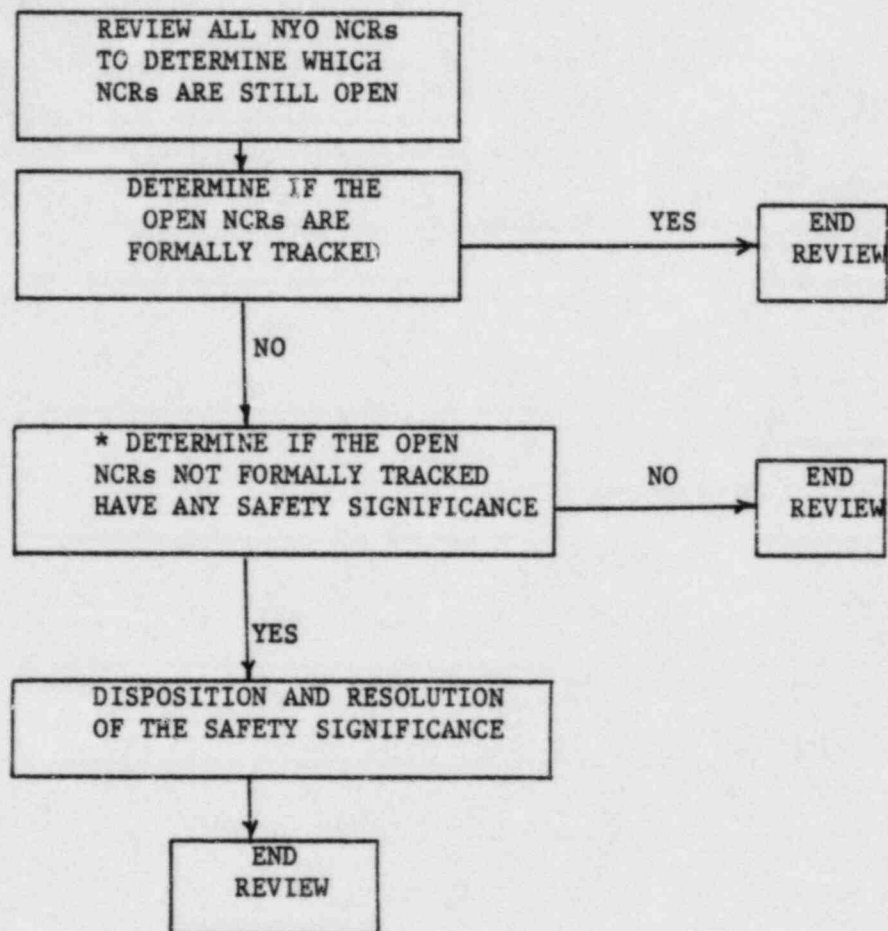 REVIEW ALL NYO NCRs
TO DETERMINE WHICH
NCRs ARE STILL OPEN
DETERMINE IF THE
OPEN NCRs ARE
FORMALLY TRACKED
YES
END
REVIEW
NO
* DETERMINE IF THE OPEN
NCRs NOT FORMALLY TRACKED
HAVE ANY SAFETY SIGNIFICANCE
NO
END
REVIEW
YES
DISPOSITION AND RESOLUTION
OF THE SAFETY SIGNIFICANCE
END
REVIEW